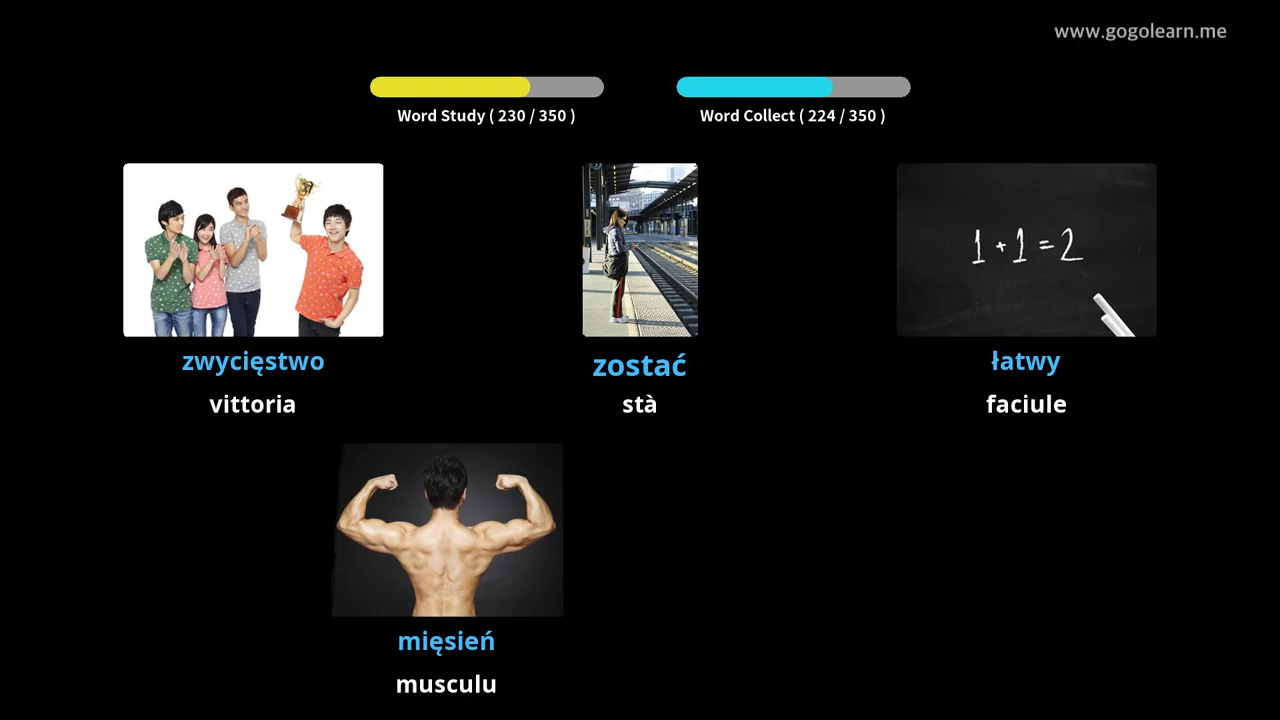 www.gogolearn.me
Word Study ( 230 / 350 )
Word Collect ( 224 / 350 )
1 + 1 = 2
zwycięstwo
vittoria
zostać
stà
łatwy
faciule
mięsień
musculu